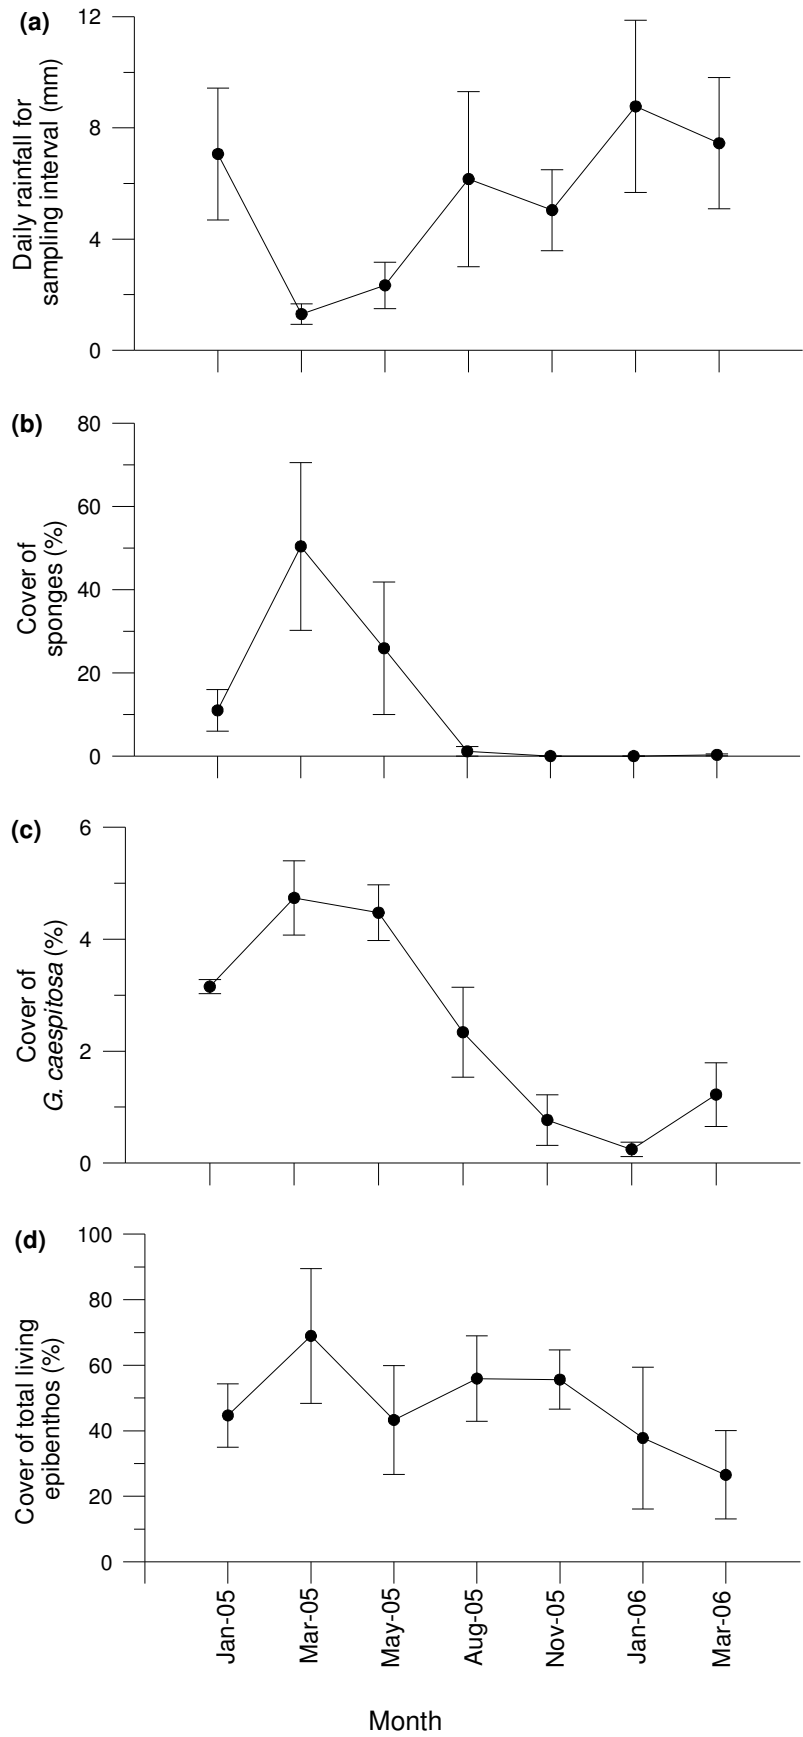 (a)
Daily rainfall for
sampling interval (mm)
12
8
4
0
(b)
Cover of
sponges (%)
80
60
40
20
0
(c)
Cover of
G. caespitosa (%)
6
4
2
0
(d)
Cover of total living
epibenthos (%)
100
80
60
40
20
0
Jan-05
Mar-05
May-05
Aug-05
Nov-05
Jan-06
Mar-06
Month